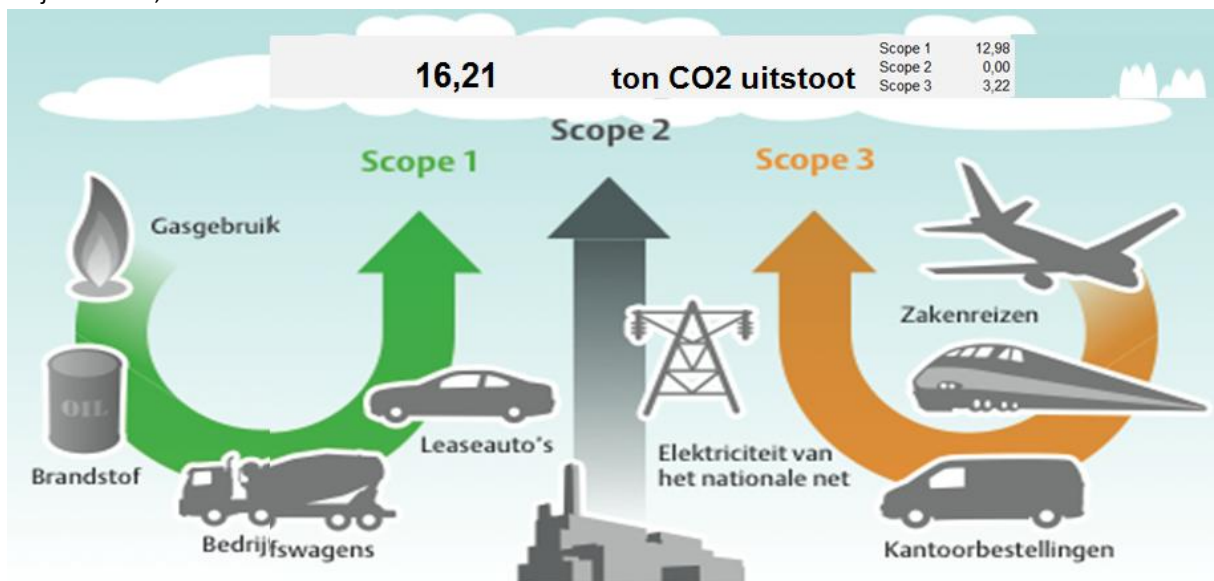 16,21 ton CO2 uitstoot
Scope 1 12,98
Scope 2 0,00
Scope 3 3,22
Scope 1
Scope 2
Scope 3
Gasgebruik
Zakenreizen
OIL
Leaseauto's
Brandstof
Elektriciteit van
het nationale net
Bedrijfswagens
Kantoorbestellingen